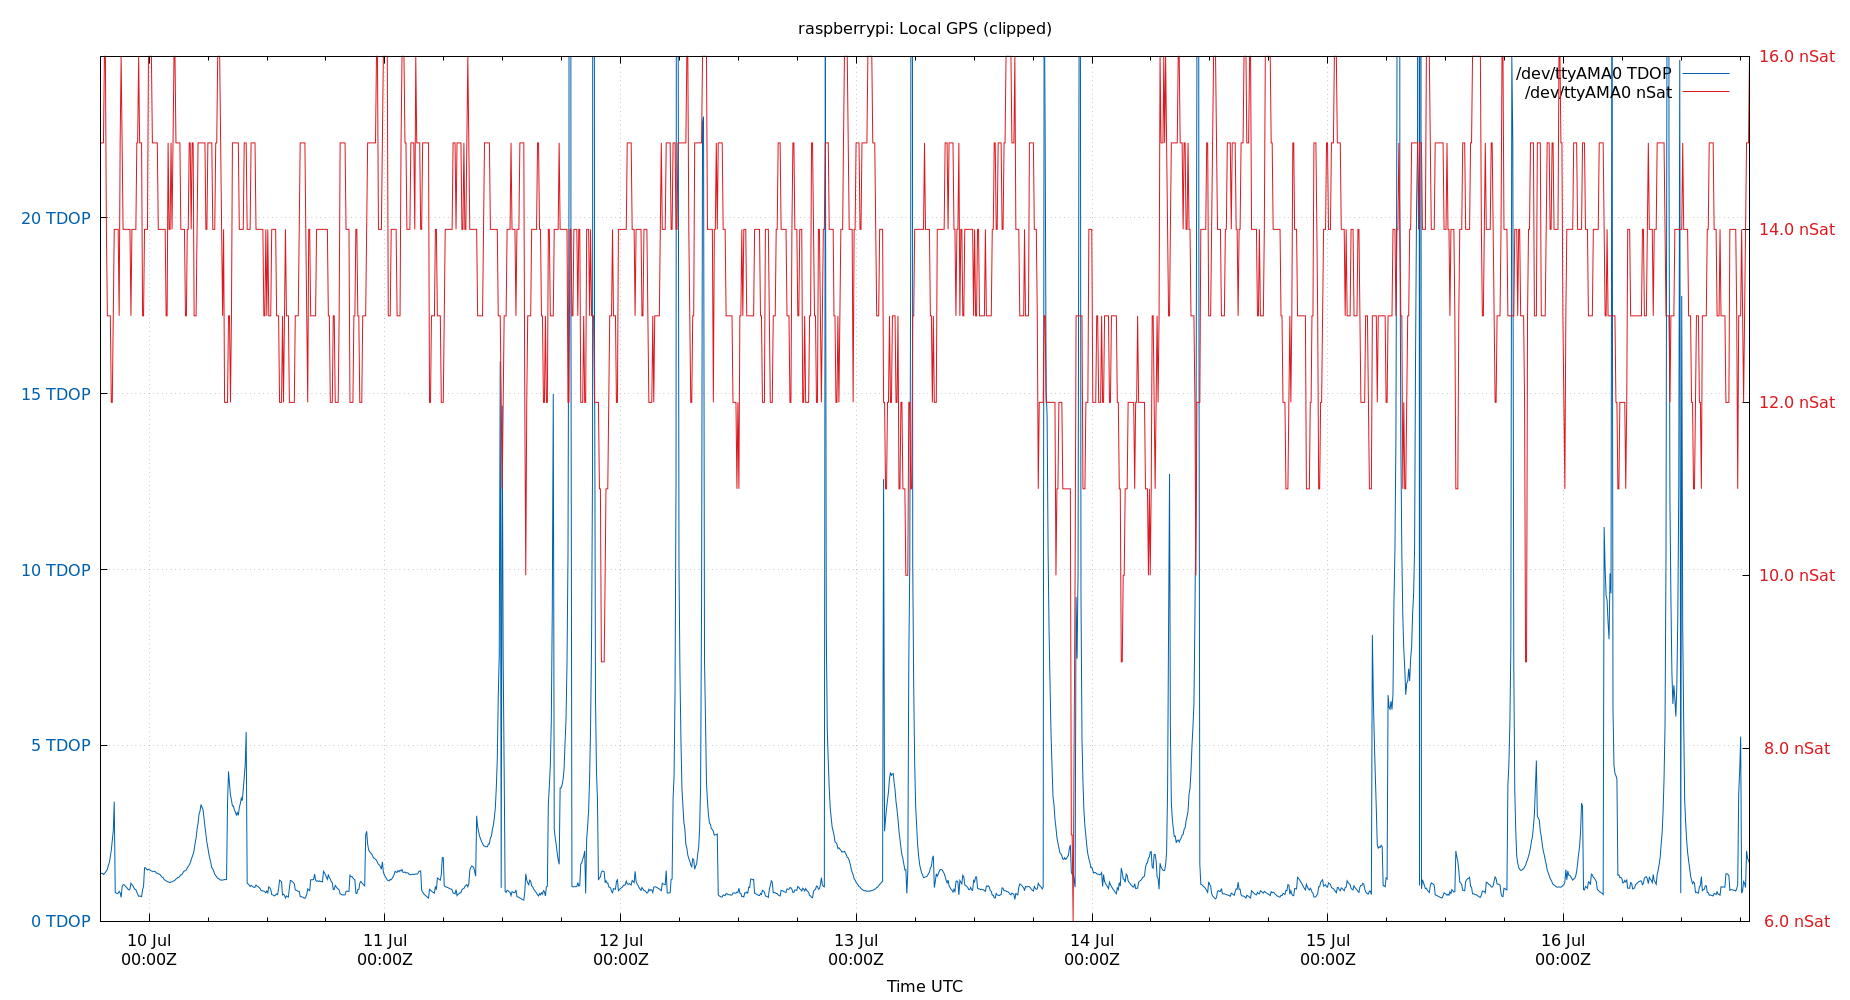 raspberrypi: Local GPS (clipped)
16.0 nSat
/dev/ttyAMA0 TDOP
/dev/ttyAMA0 nSat
20 TDOP
14.0 nSat
15 TDOP
12.0 nSat
10 TDOP
10.0 nSat
5 TDOP
8.0 nSat
0 TDOP
6.0 nSat
10 Jul 11 Jul 12 Jul 13 Jul 14 Jul 15 Jul 16 Jul
00:00Z 00:00Z 00:00Z 00:00Z 00:00Z 00:00Z 00:00Z
Time UTC